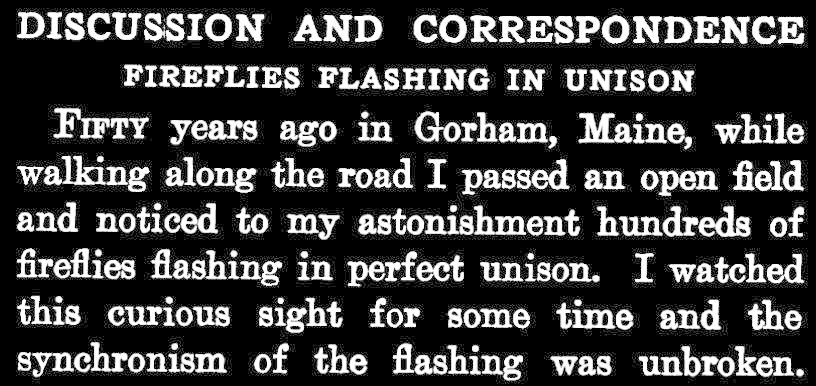 DISCUSSION AND CORRESPONDENCE
FIREFLIES FLASHING IN UNISON
FIFTY years ago in Gorham, Maine, while
walking along the road I passed an open field
and noticed to my astonishment hundreds of
fireflies flashing in perfect unison. I watched
this curious sight for some time and the
synchronism of the flashing was unbroken.